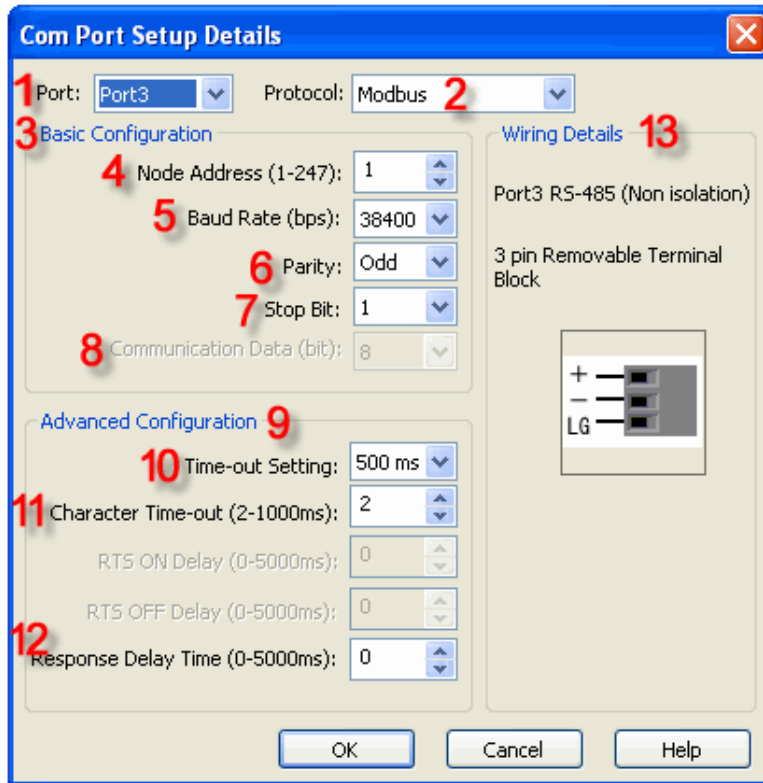 Com Port Setup Details
1 Port: Port3 Protocol: Modbus 2
3 Basic Configuration
4 Node Address (1-247): 1
5 Baud Rate (bps): 38400
6 Parity: Odd
7 Stop Bit: 1
8 Communication Data (bit): 8
Advanced Configuration 9
10 Time-out Setting: 500 ms
11 Character Time-out (2-1000ms): 2
RTS ON Delay (0-5000ms): 0
RTS OFF Delay (0-5000ms): 0
12 Response Delay Time (0-5000ms): 0
Wiring Details 13
Port3 RS-485 (Non isolation)
3 pin Removable Terminal
Block
+
−
LG
OK Cancel Help